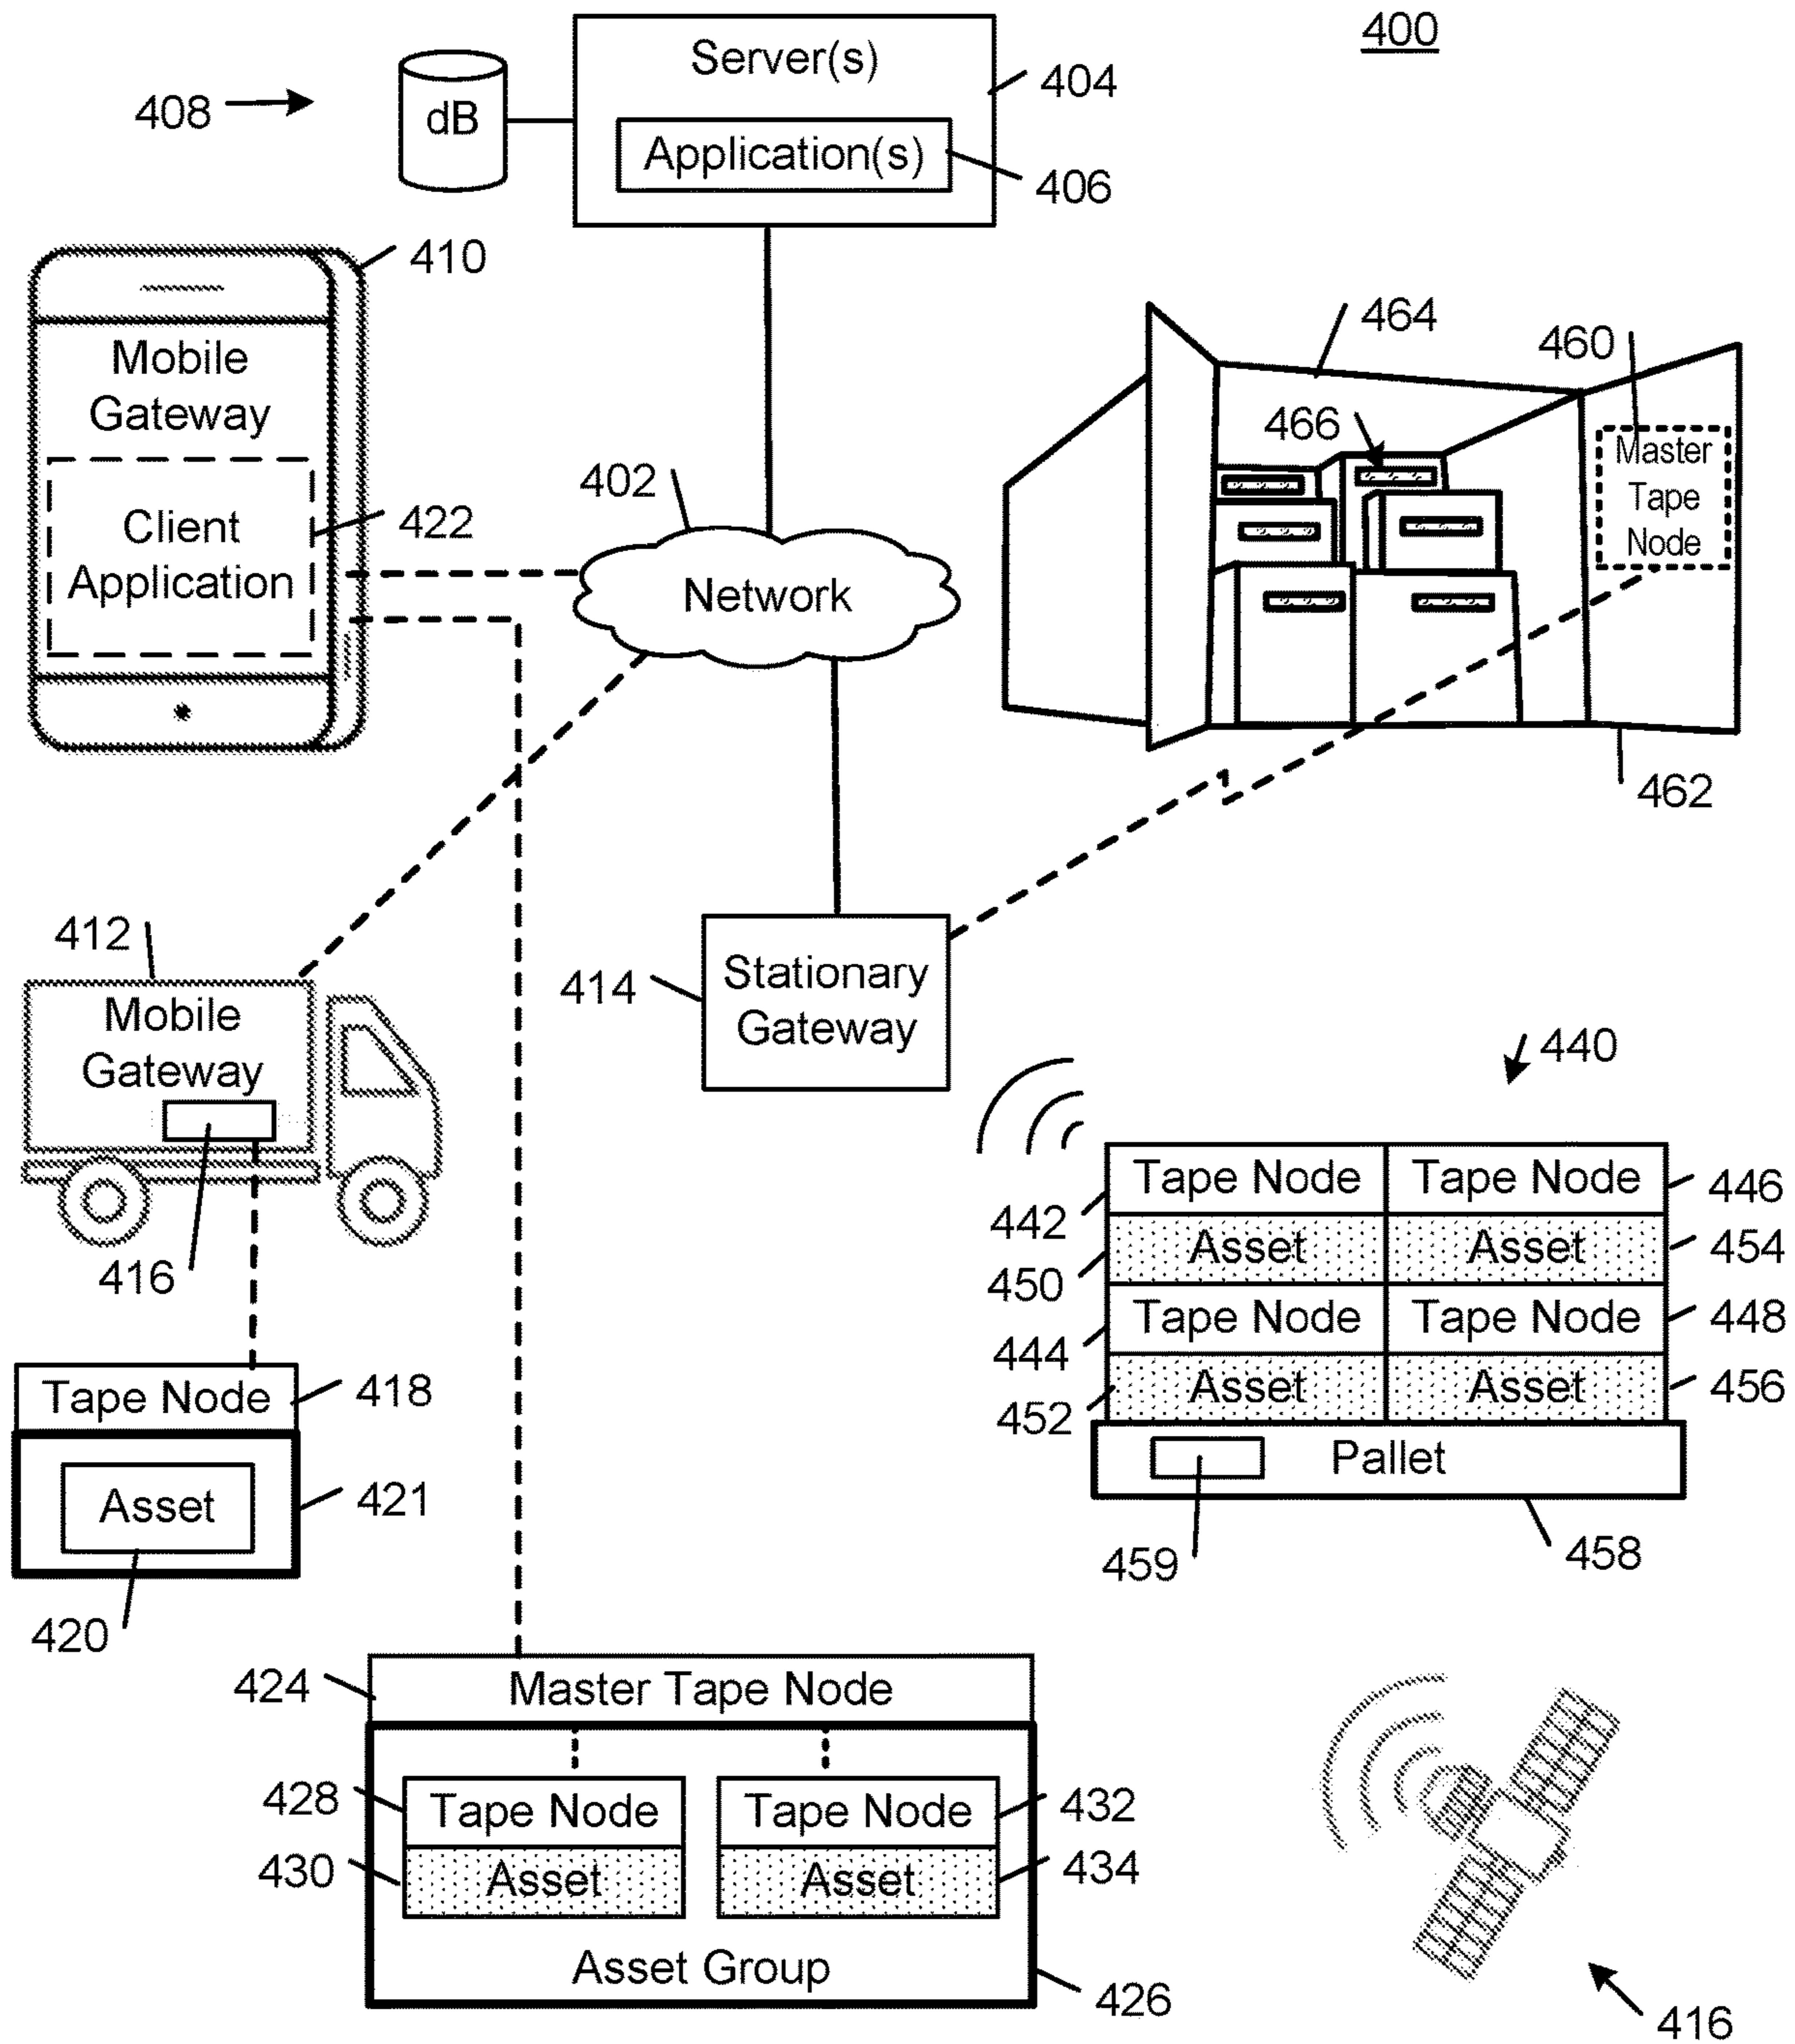 400
Server(s)
404
408
dB
Application(s)
406
410
Mobile
Gateway
464
460
466
Master
Tape
Node
402
422
Client
Application
Network
462
412
Mobile
Gateway
414
Stationary
Gateway
440
416
Tape Node
Tape Node
446
442
Asset
Asset
454
450
Tape Node
Tape Node
448
444
Asset
Asset
456
452
Tape Node
418
Pallet
Asset
421
459
458
420
424
Master Tape Node
428
Tape Node
Tape Node
432
430
Asset
Asset
434
Asset Group
426
416